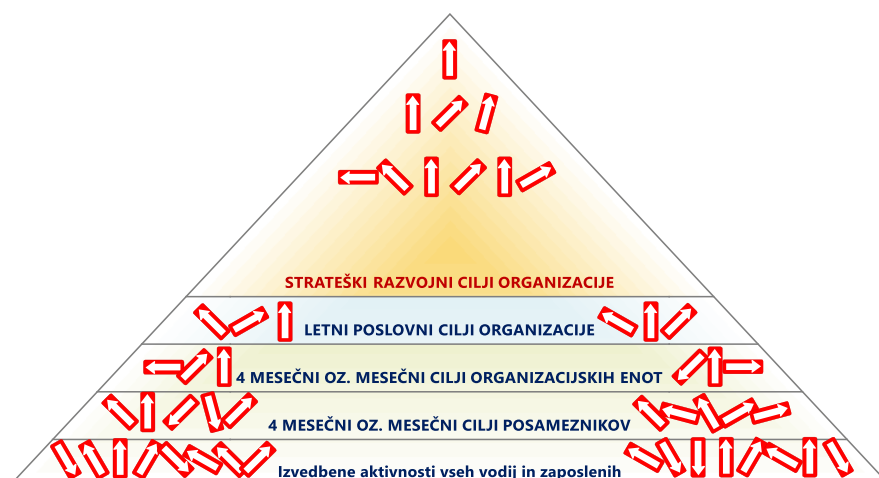 STRATEŠKI RAZVOJNI CILJI ORGANIZACIJE
LETNI POSLOVNI CILJI ORGANIZACIJE
4 MESEČNI OZ. MESEČNI CILJI ORGANIZACIJSKIH ENOT
4 MESEČNI OZ. MESEČNI CILJI POSAMEZNIKOV
Izvedbene aktivnosti vseh vodij in zaposlenih